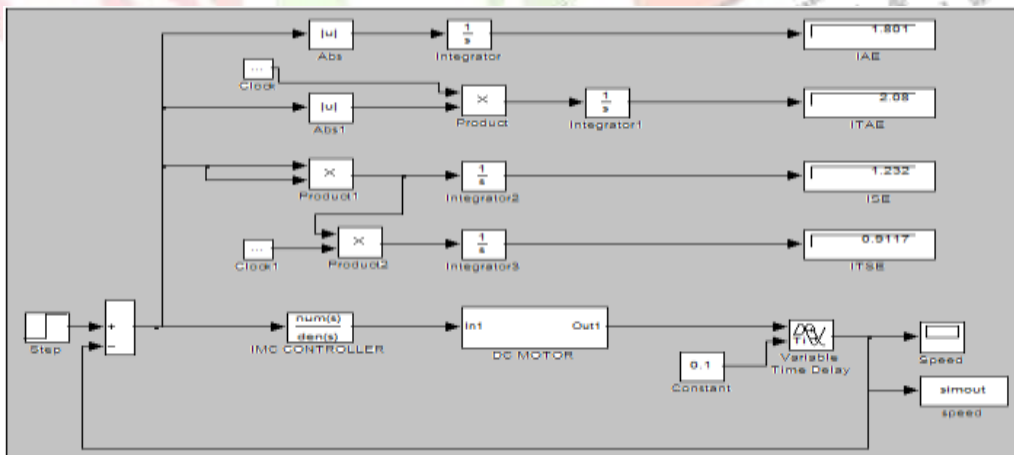 |u|
Abs
1
s
Integrator
1.801
IAE
...
Clock
|u|
Abs1
×
Product
1
s
Integrator1
2.08
ITAE
×
Product1
1
s
Integrator2
1.232
ISE
...
Clock1
×
Product2
1
s
Integrator3
0.9117
ITSE
Step
+
−
num(s)
den(s)
IMC CONTROLLER
In1 Out1
DC MOTOR
0.1
Constant
Variable
Time Delay
Speed
simout
speed